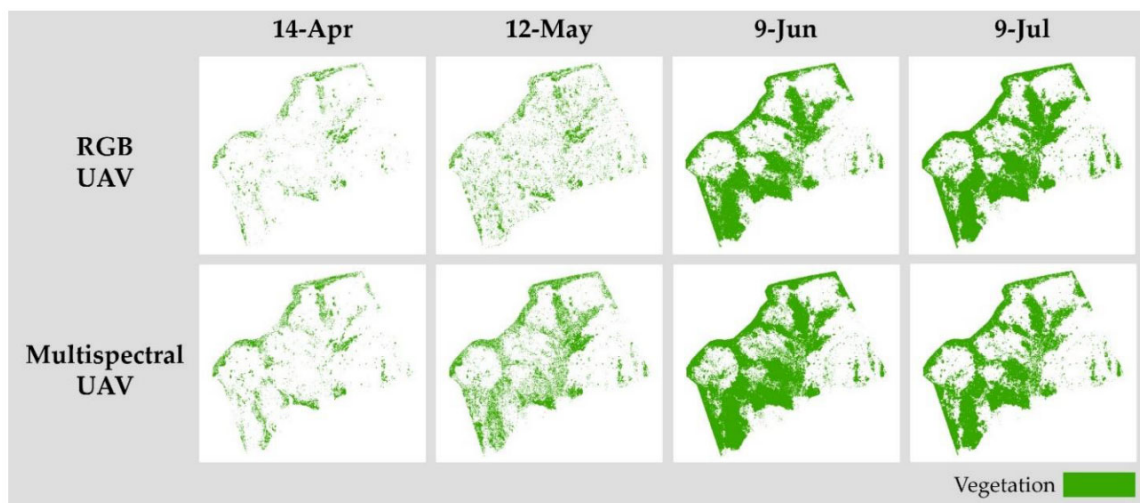 14-Apr 12-May 9-Jun 9-Jul
RGB
UAV
Multispectral
UAV
Vegetation